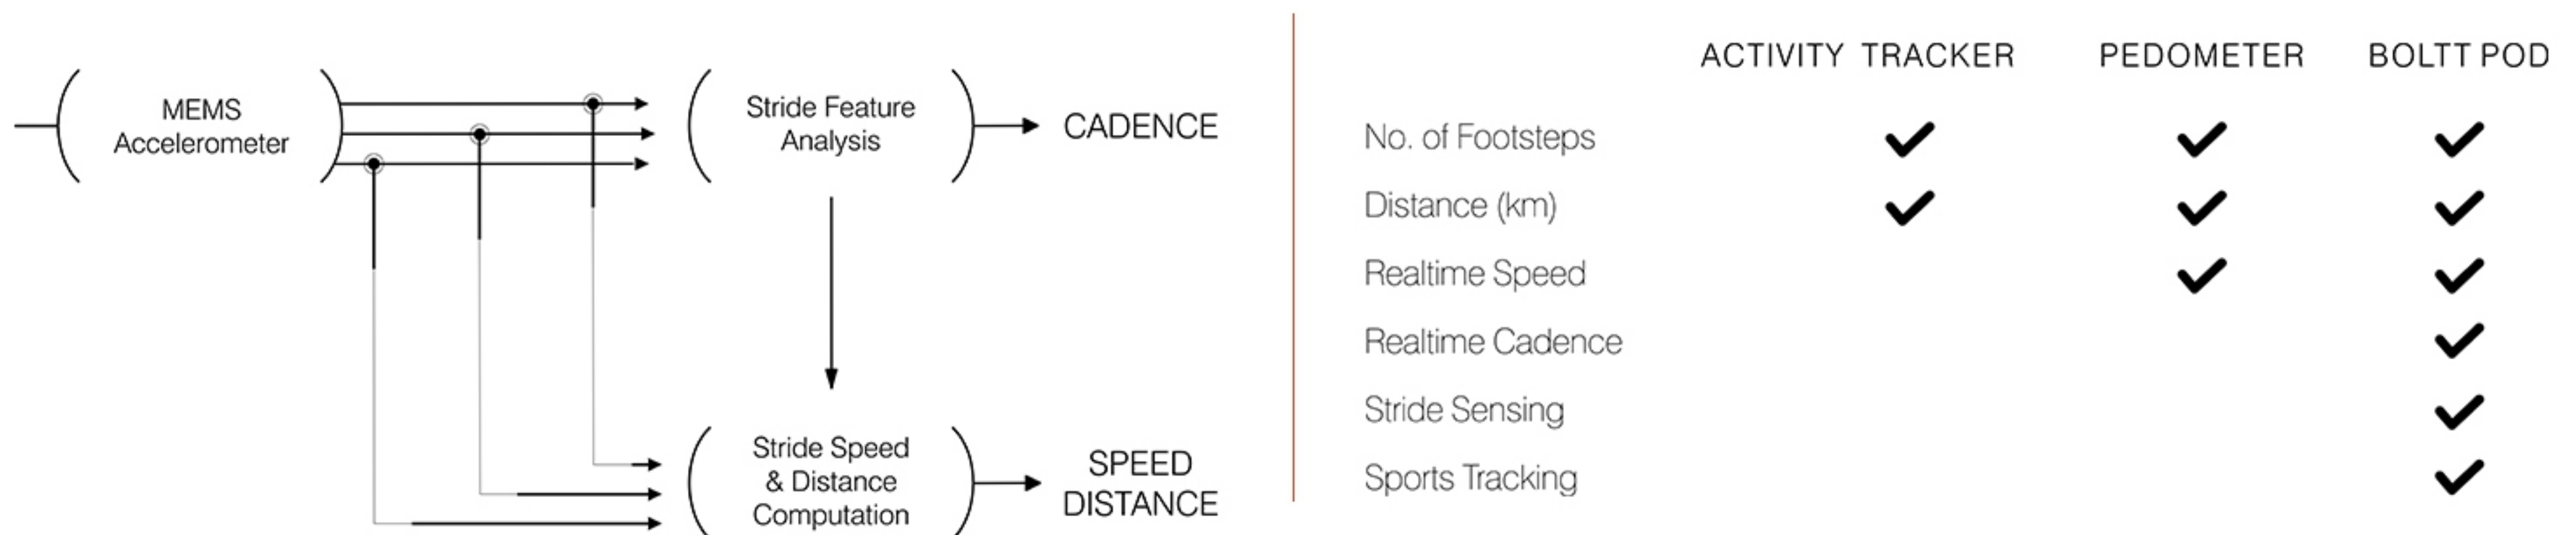 MEMS
Accelerometer
Stride Feature
Analysis
CADENCE
Stride Speed
& Distance
Computation
SPEED
DISTANCE
ACTIVITY TRACKER PEDOMETER BOLTT POD
No. of Footsteps
Distance (km)
Realtime Speed
Realtime Cadence
Stride Sensing
Sports Tracking